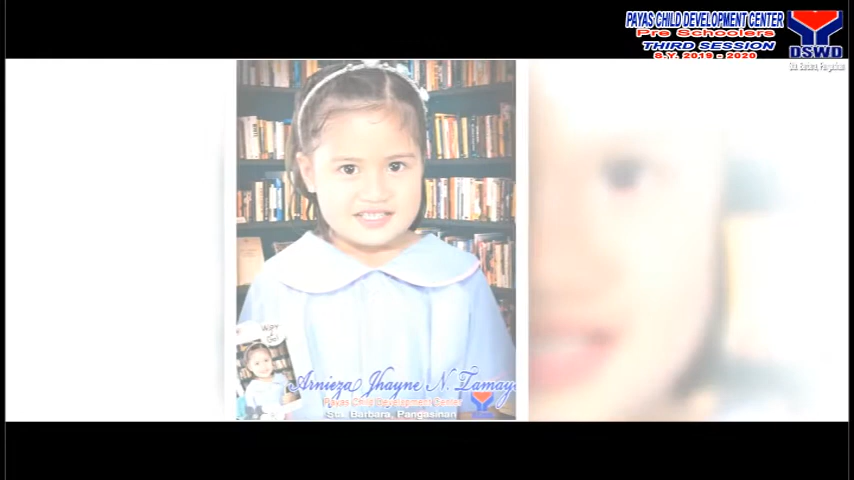 PAYAS CHILD DEVELOPMENT CENTER
Pre Schoolers
THIRD SESSION
S.Y. 2019 - 2020
DSWD
Sta. Barbara, Pangasinan
Arnieza Jhayne N. Tamayo
Payas Child Development Center
Sta. Barbara, Pangasinan